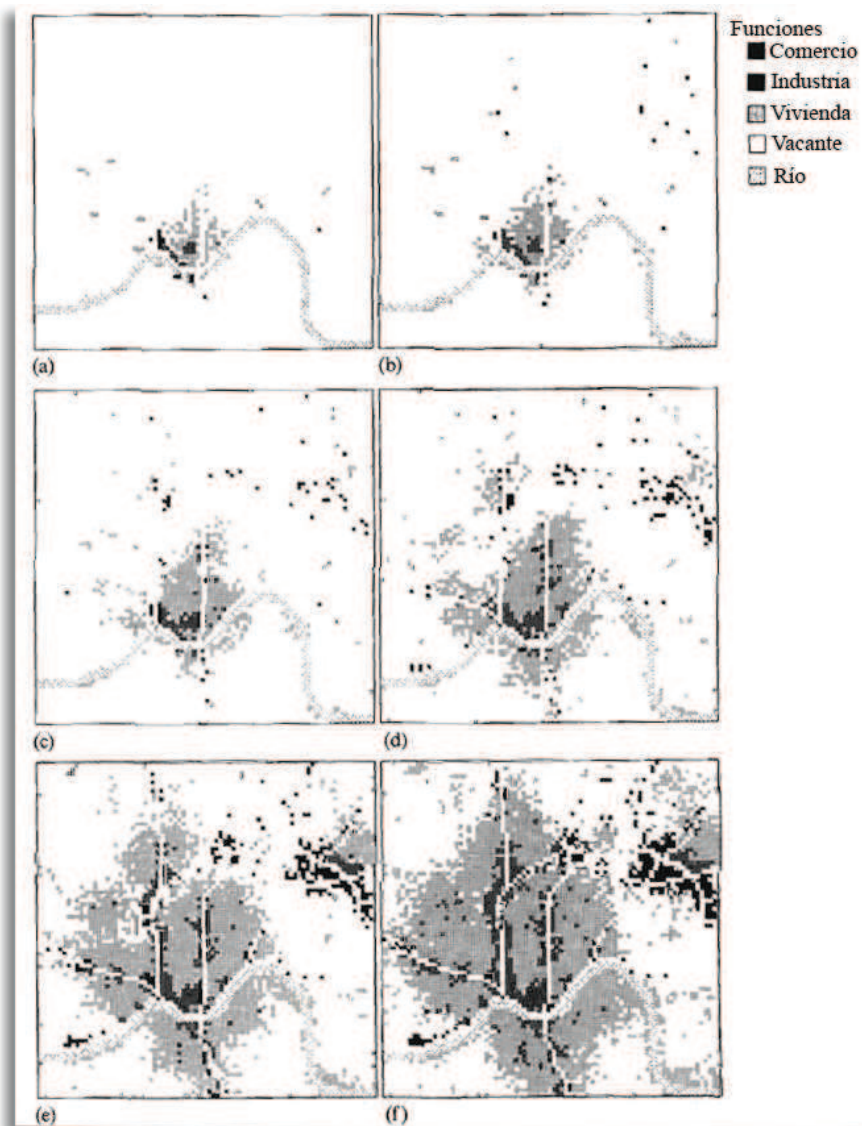 Funciones
Comercio
Industria
Vivienda
Vacante
Río
(a)
(b)
(c)
(d)
(e)
(f)